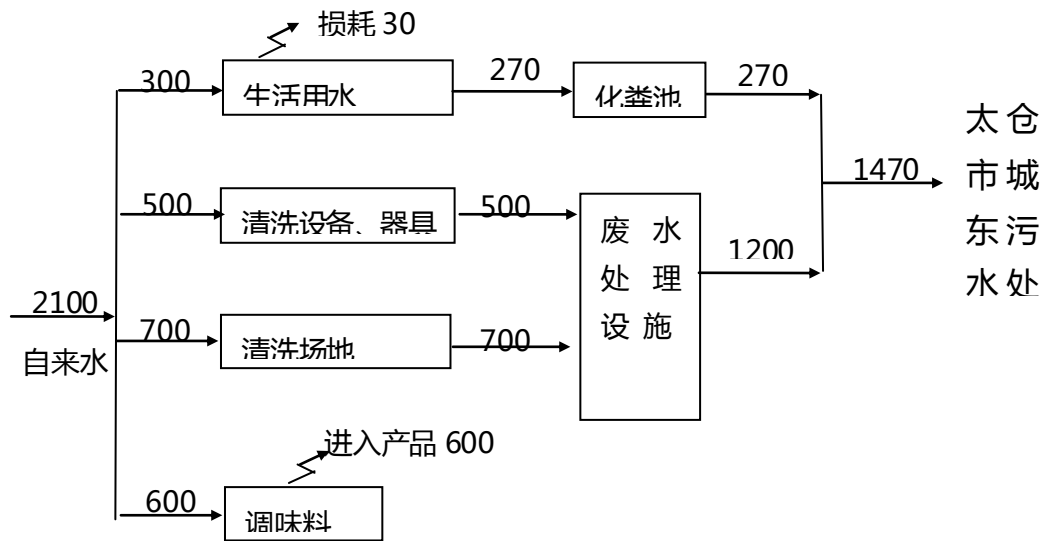 损耗 30
300
生活用水
270
化粪池
270
500
清洗设备、器具
500
废 水
处 理
设 施
1200
1470
太 仓
市 城
东 污
水 处
2100
自来水
700
清洗场地
700
进入产品 600
600
调味料